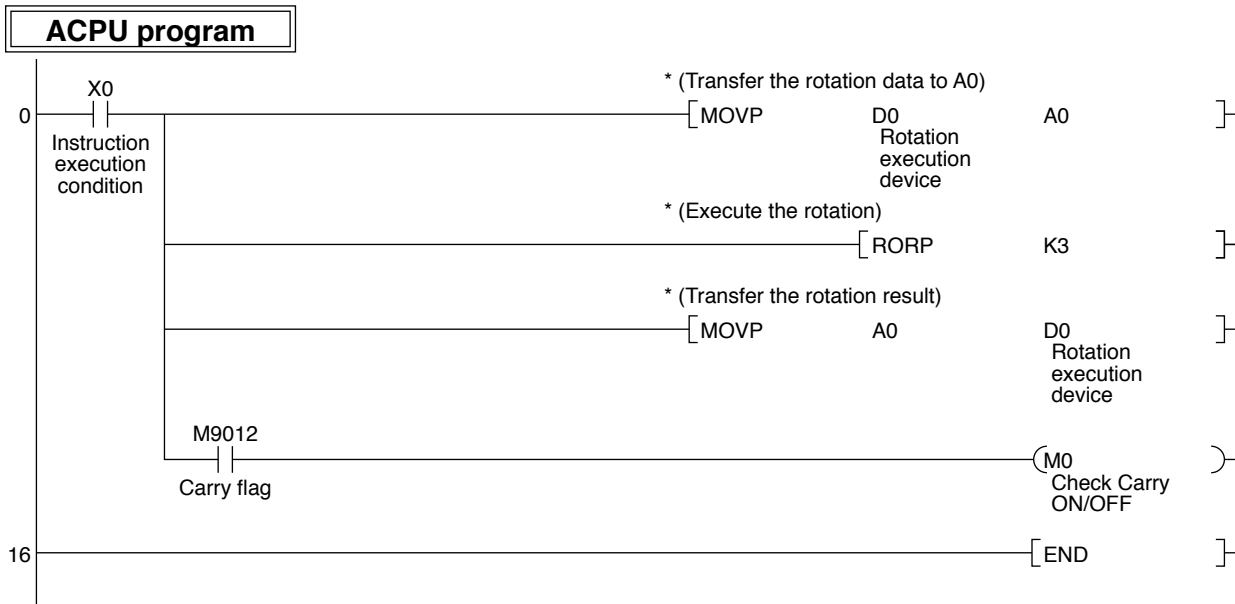 ACPU program
* (Transfer the rotation data to A0)
X0
0
MOVP D0 A0
Rotation
execution
device
Instruction
execution
condition
* (Execute the rotation)
RORP K3
* (Transfer the rotation result)
MOVP A0 D0
Rotation
execution
device
M9012
Carry flag
M0
Check Carry
ON/OFF
16
END